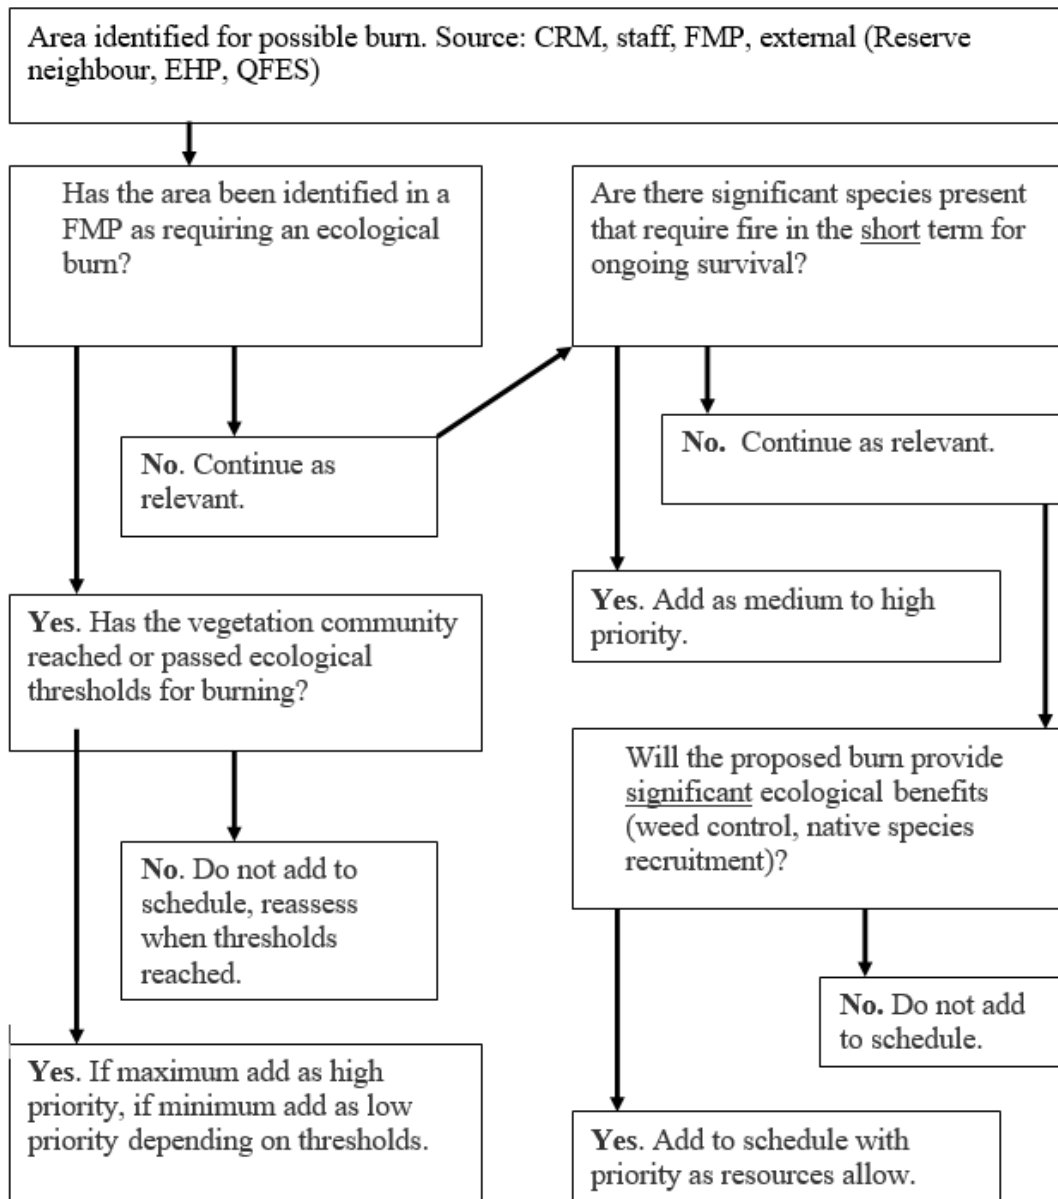 Area identified for possible burn. Source: CRM, staff, FMP, external (Reserve
neighbour, EHP, QFES)
Has the area been identified in a
FMP as requiring an ecological
burn?
No. Continue as
relevant.
Yes. Has the vegetation community
reached or passed ecological
thresholds for burning?
No. Do not add to
schedule, reassess
when thresholds
reached.
Yes. If maximum add as high
priority, if minimum add as low
priority depending on thresholds.
Are there significant species present
that require fire in the short term for
ongoing survival?
No.  Continue as relevant.
Yes. Add as medium to high
priority.
Will the proposed burn provide
significant ecological benefits
(weed control, native species
recruitment)?
No. Do not add
to schedule.
Yes. Add to schedule with
priority as resources allow.